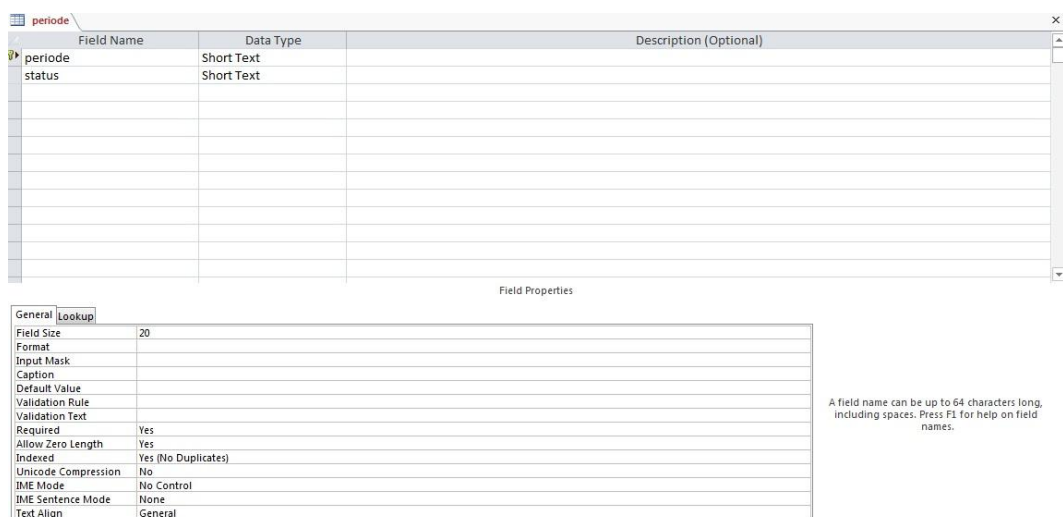 periode
Field Name Data Type Description (Optional)
periode Short Text
status Short Text
Field Properties
General Lookup
Field Size 20
Format
Input Mask
Caption
Default Value
Validation Rule
Validation Text
Required Yes
Allow Zero Length Yes
Indexed Yes (No Duplicates)
Unicode Compression No
IME Mode No Control
IME Sentence Mode None
Text Align General
A field name can be up to 64 characters long,
including spaces. Press F1 for help on field
names.